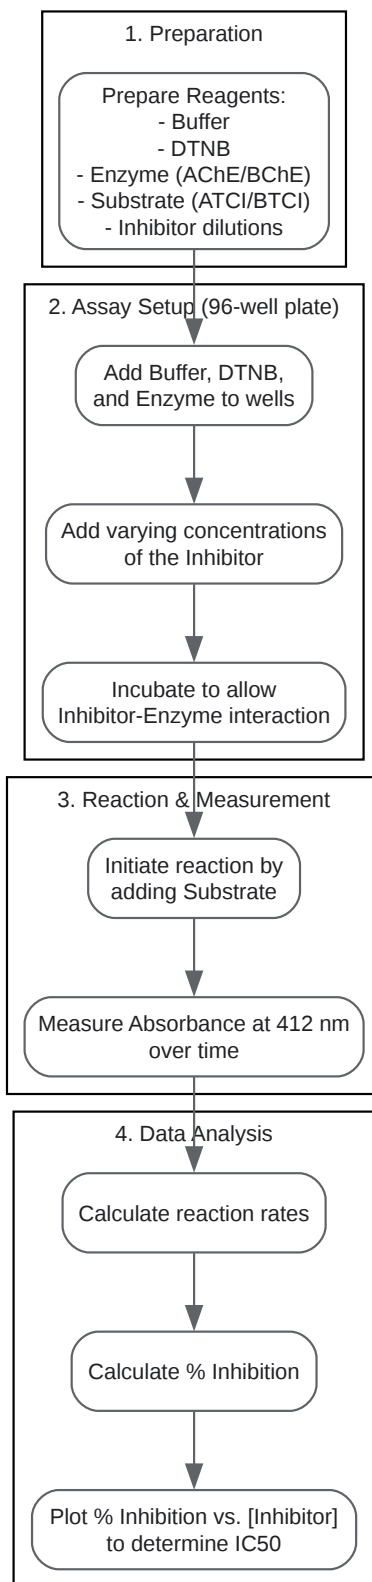 1. Preparation
Prepare Reagents:
- Buffer
- DTNB
- Enzyme (AChE/BChE)
- Substrate (ATCI/BTCI)
- Inhibitor dilutions
2. Assay Setup (96-well plate)
Add Buffer, DTNB,
and Enzyme to wells
Add varying concentrations
of the Inhibitor
Incubate to allow
Inhibitor-Enzyme interaction
3. Reaction & Measurement
Initiate reaction by
adding Substrate
Measure Absorbance at 412 nm
over time
4. Data Analysis
Calculate reaction rates
Calculate % Inhibition
Plot % Inhibition vs. [Inhibitor]
to determine IC50